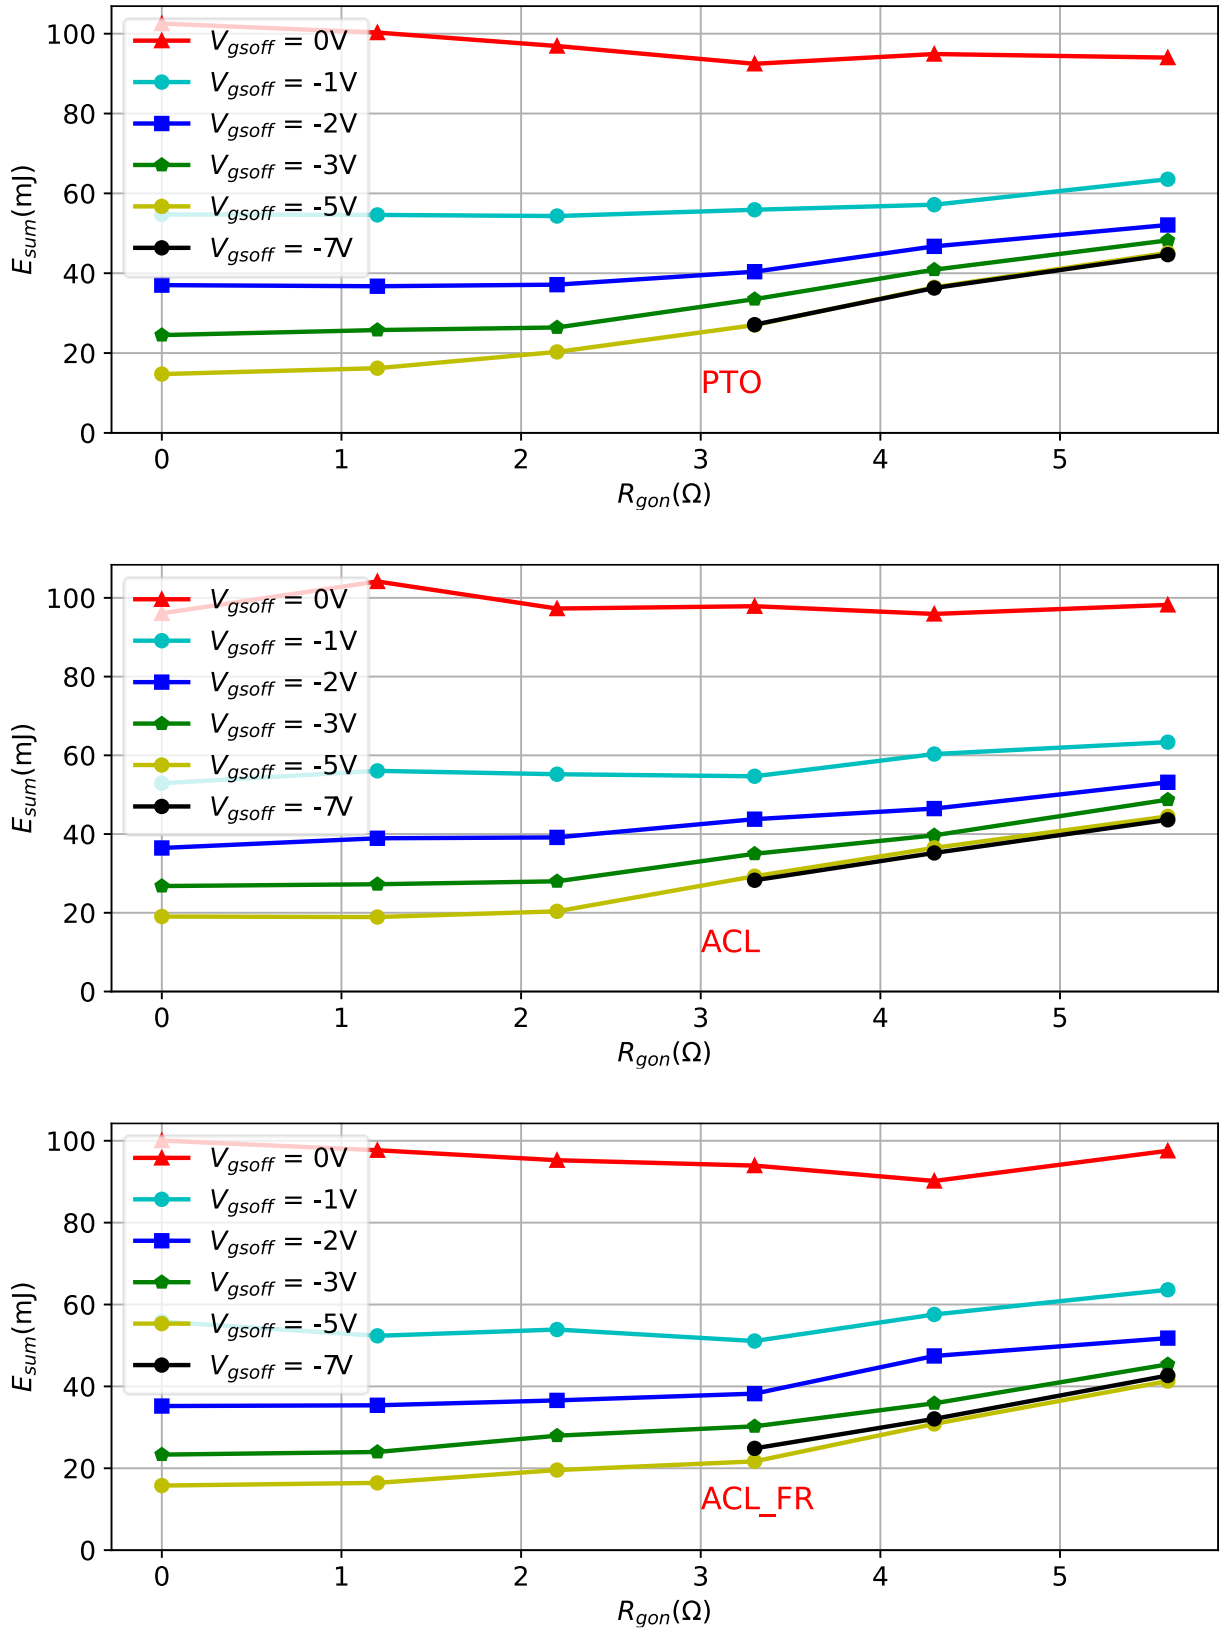 100
80
60
40
20
0
E_sum(mJ)
V_gsoff = 0V
V_gsoff = -1V
V_gsoff = -2V
V_gsoff = -3V
V_gsoff = -5V
V_gsoff = -7V
PTO
0 1 2 3 4 5
R_gon(Ω)
100
80
60
40
20
0
E_sum(mJ)
V_gsoff = 0V
V_gsoff = -1V
V_gsoff = -2V
V_gsoff = -3V
V_gsoff = -5V
V_gsoff = -7V
ACL
0 1 2 3 4 5
R_gon(Ω)
100
80
60
40
20
0
E_sum(mJ)
V_gsoff = 0V
V_gsoff = -1V
V_gsoff = -2V
V_gsoff = -3V
V_gsoff = -5V
V_gsoff = -7V
ACL_FR
0 1 2 3 4 5
R_gon(Ω)